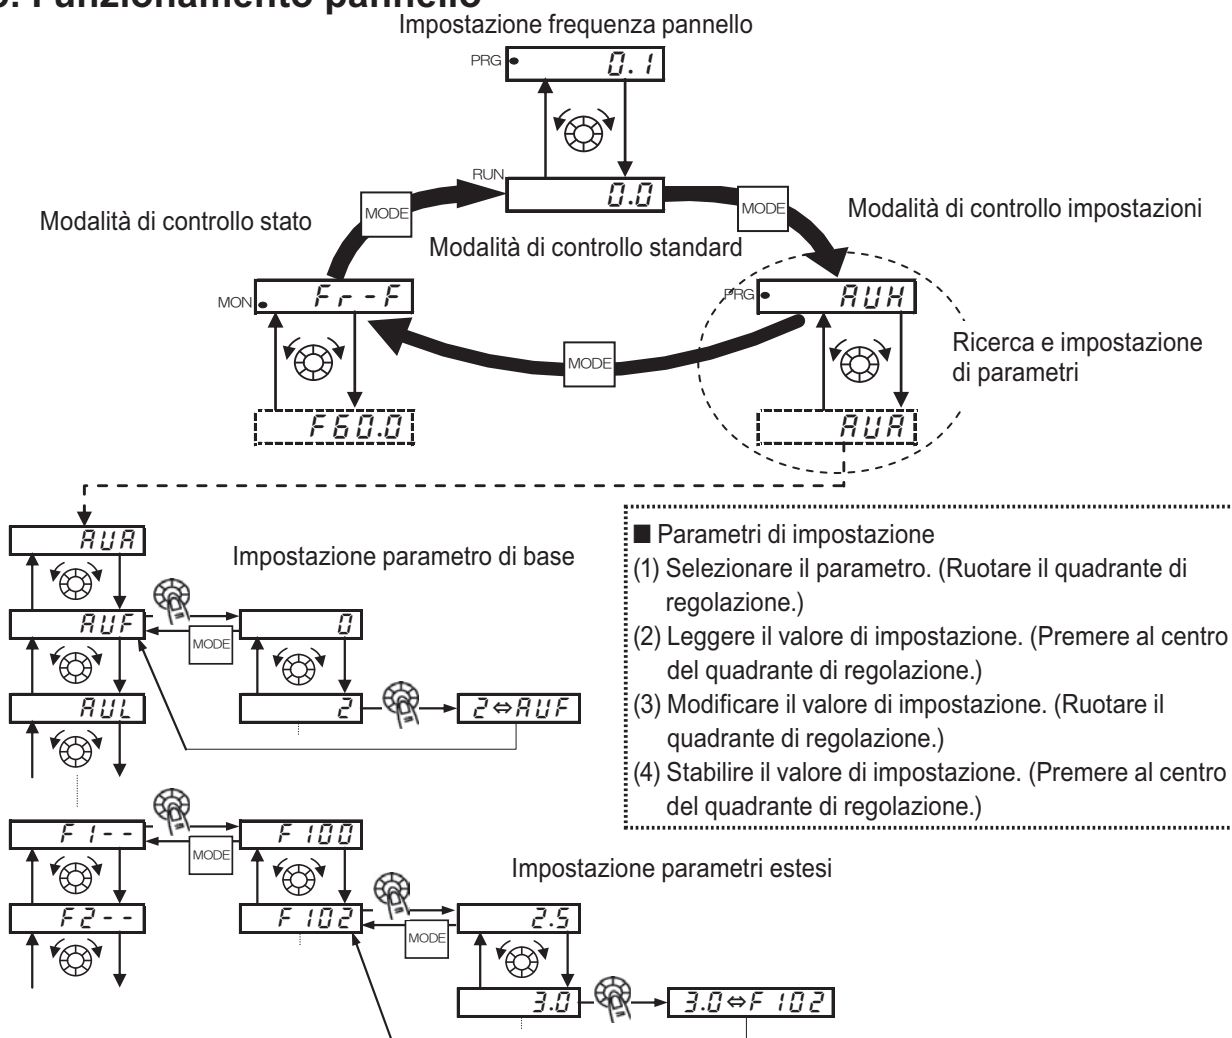 Impostazione frequenza pannello
PRG
0.1
RUN
0.0
MODE
MODE
Modalità di controllo stato
Modalità di controllo standard
Modalità di controllo impostazioni
MON
Fr-F
PRG
AUH
MODE
Ricerca e impostazione
di parametri
F60.0
AUA
AUA
Impostazione parametro di base
AUF
MODE
0
AUL
2
2⇔AUF
■ Parametri di impostazione
(1) Selezionare il parametro. (Ruotare il quadrante di
regolazione.)
(2) Leggere il valore di impostazione. (Premere al centro
del quadrante di regolazione.)
(3) Modificare il valore di impostazione. (Ruotare il
quadrante di regolazione.)
(4) Stabilire il valore di impostazione. (Premere al centro
del quadrante di regolazione.)
F1--
MODE
F100
Impostazione parametri estesi
F2--
F102
MODE
2.5
3.0
3.0⇔F102